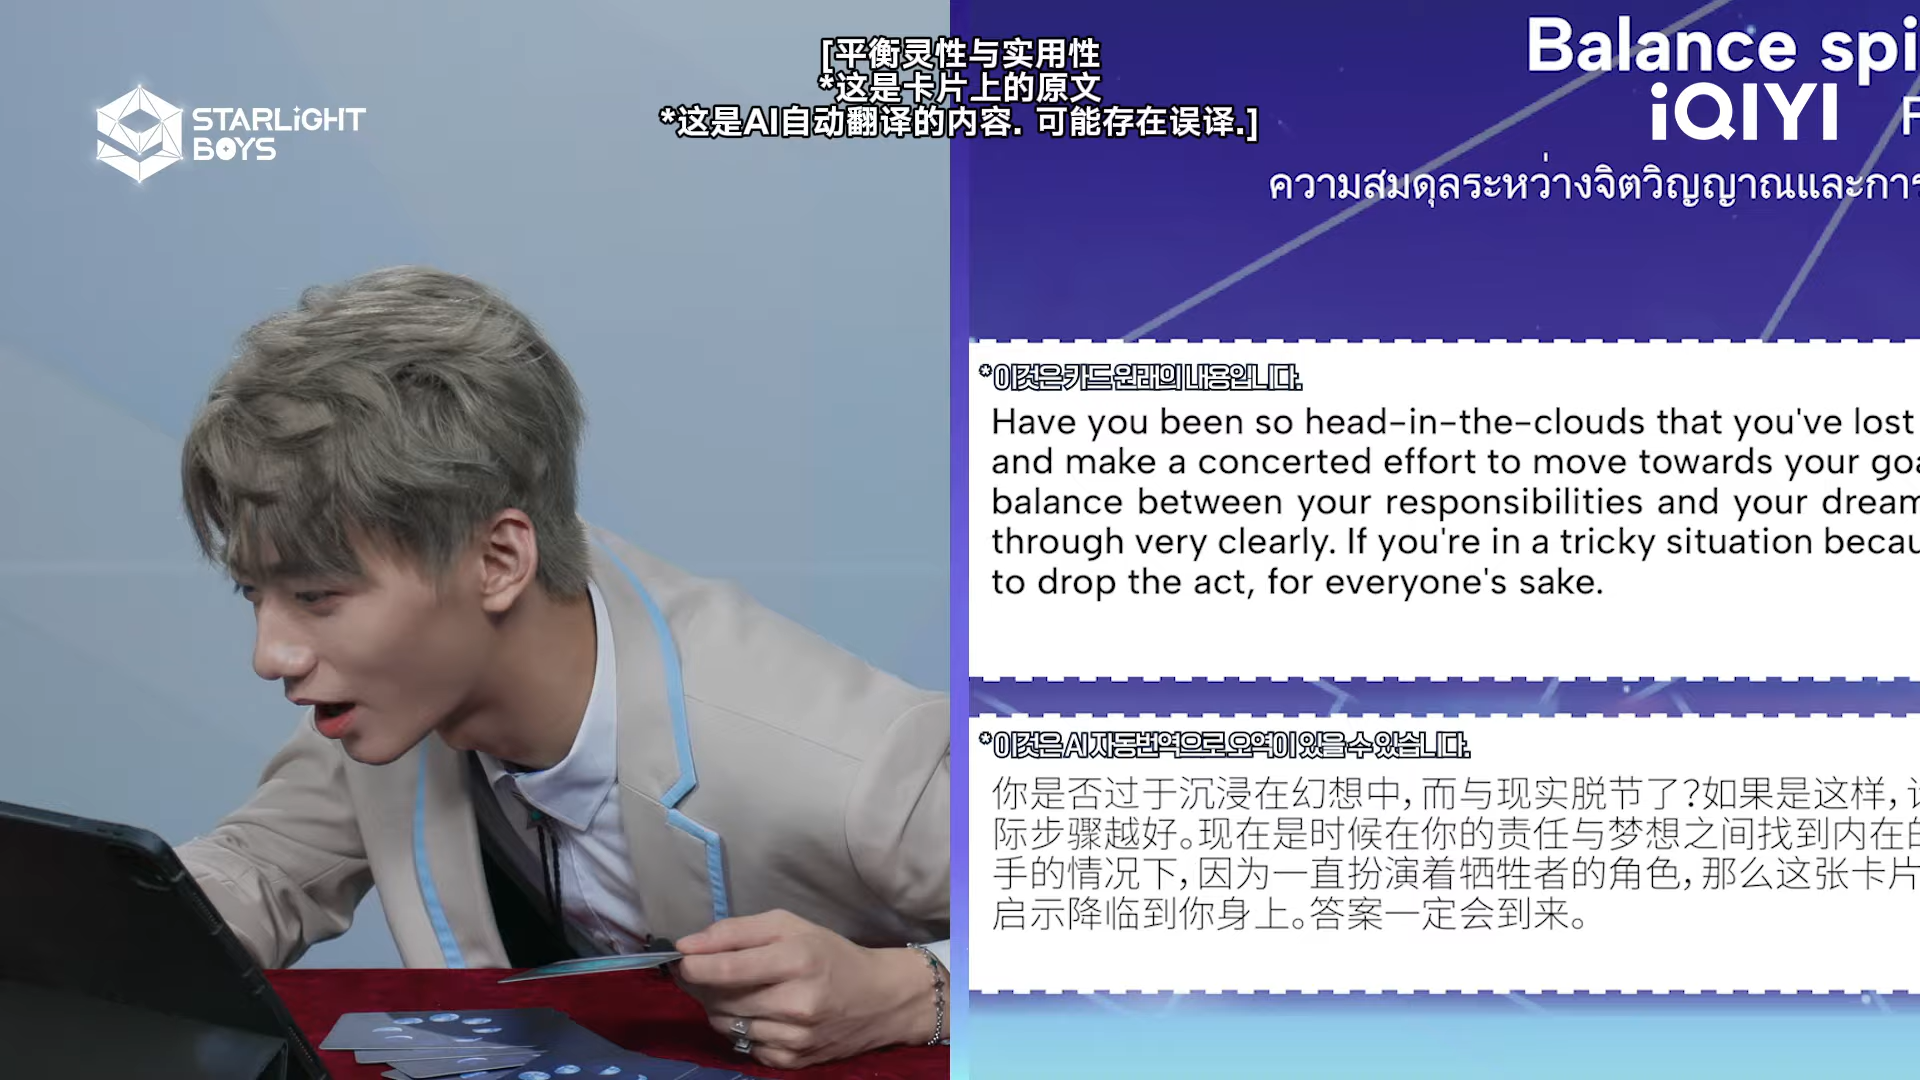 [平衡灵性与实用性
*这是卡片上的原文
*这是AI自动翻译的内容. 可能存在误译.]
STARLiGHT
BOYS
Balance spi
iQIYI
ความสมดุลระหว่างจิตวิญญาณและการ
*이것은 카드 원래의 내용입니다.
Have you been so head-in-the-clouds that you've lost
and make a concerted effort to move towards your goa
balance between your responsibilities and your dream
through very clearly. If you're in a tricky situation becau
to drop the act, for everyone's sake.
*이것은 AI 자동번역으로 오역이 있을 수 있습니다.
你是否过于沉浸在幻想中，而与现实脱节了？如果是这样，
际步骤越好。现在是时候在你的责任与梦想之间找到内在的
手的情况下，因为一直扮演着牺牲者的角色，那么这张卡片
启示降临到你身上。答案一定会到来。